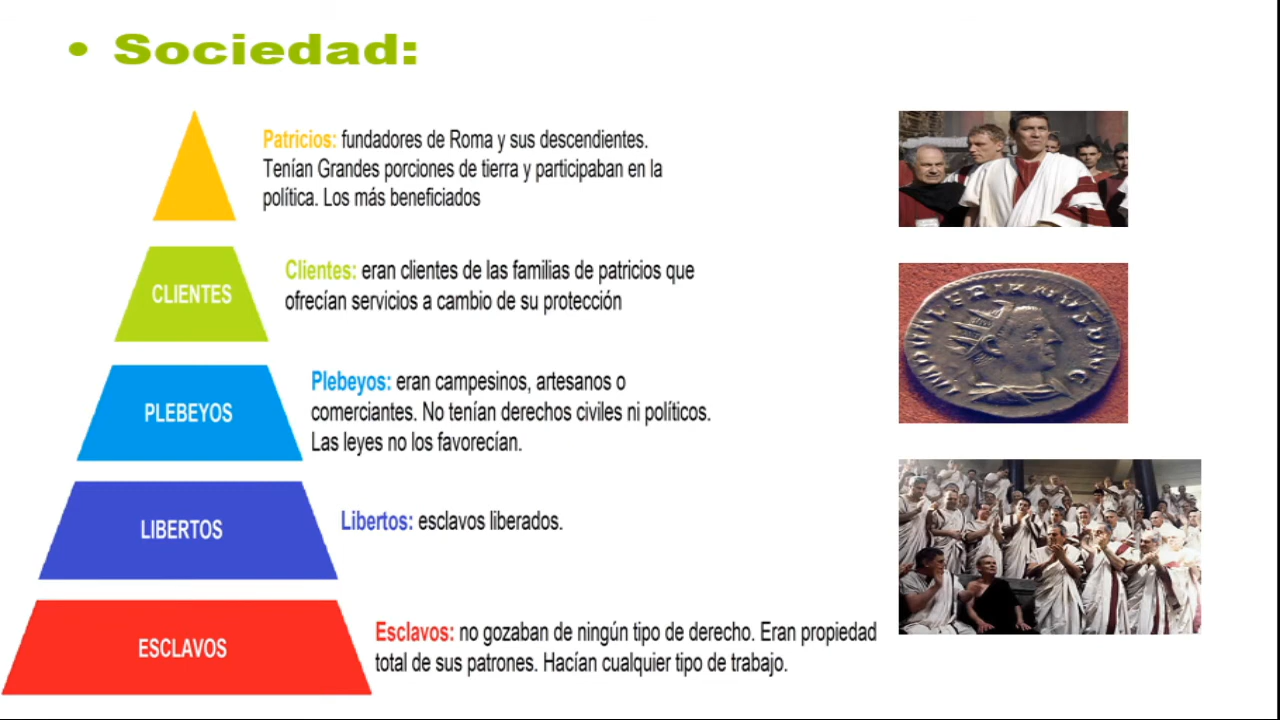 • Sociedad:
Patricios: fundadores de Roma y sus descendientes.
Tenían Grandes porciones de tierra y participaban en la
política. Los más beneficiados
CLIENTES
Clientes: eran clientes de las familias de patricios que
ofrecían servicios a cambio de su protección
PLEBEYOS
Plebeyos: eran campesinos, artesanos o
comerciantes. No tenían derechos civiles ni políticos.
Las leyes no los favorecían.
LIBERTOS
Libertos: esclavos liberados.
ESCLAVOS
Esclavos: no gozaban de ningún tipo de derecho. Eran propiedad
total de sus patrones. Hacían cualquier tipo de trabajo.